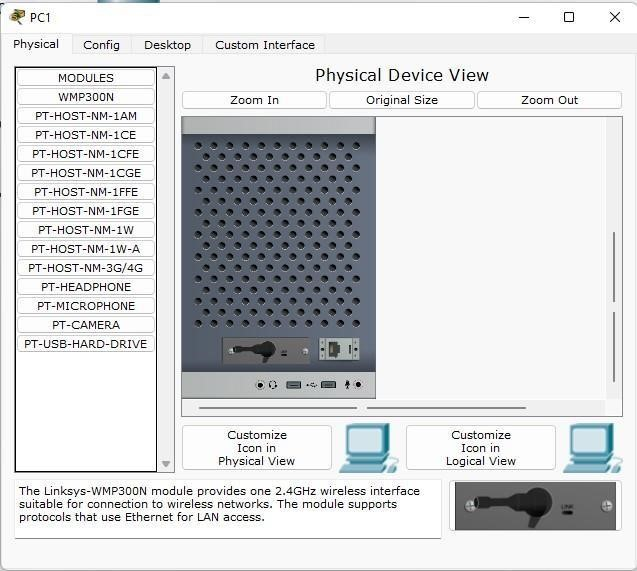 PC1
Physical Config Desktop Custom Interface
MODULES
WMP300N
PT-HOST-NM-1AM
PT-HOST-NM-1CE
PT-HOST-NM-1CFE
PT-HOST-NM-1CGE
PT-HOST-NM-1FFE
PT-HOST-NM-1FGE
PT-HOST-NM-1W
PT-HOST-NM-1W-A
PT-HOST-NM-3G/4G
PT-HEADPHONE
PT-MICROPHONE
PT-CAMERA
PT-USB-HARD-DRIVE
Physical Device View
Zoom In Original Size Zoom Out
Customize
Icon in
Physical View
Customize
Icon in
Logical View
The Linksys-WMP300N module provides one 2.4GHz wireless interface
suitable for connection to wireless networks. The module supports
protocols that use Ethernet for LAN access.
LINK